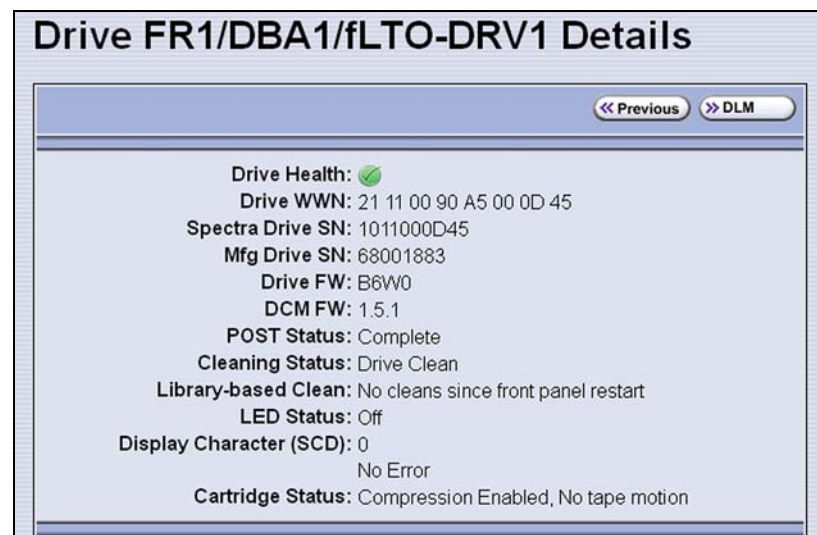 Drive FR1/DBA1/fLTO-DRV1 Details
Previous DLM
Drive Health:
Drive WWN: 21 11 00 90 A5 00 0D 45
Spectra Drive SN: 1011000D45
Mfg Drive SN: 68001883
Drive FW: B6W0
DCM FW: 1.5.1
POST Status: Complete
Cleaning Status: Drive Clean
Library-based Clean: No cleans since front panel restart
LED Status: Off
Display Character (SCD): 0
No Error
Cartridge Status: Compression Enabled, No tape motion